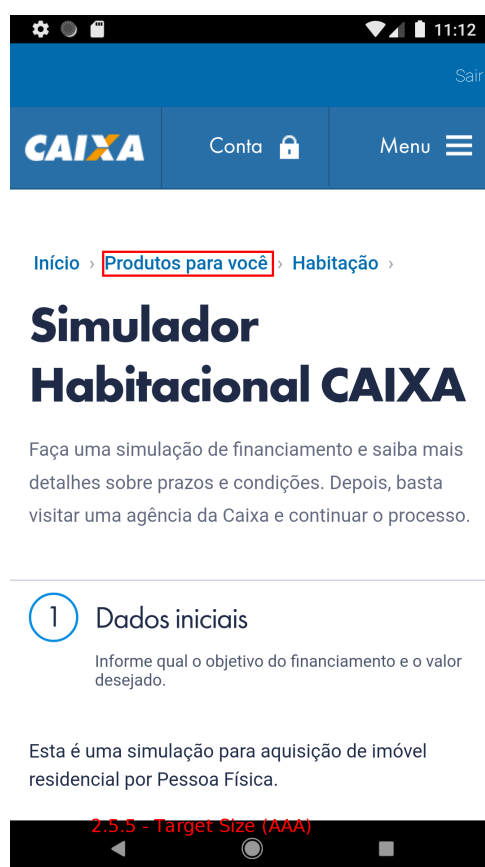 11:12
Sair
CAIXA Conta Menu
Início › Produtos para você › Habitação ›
Simulador
Habitacional CAIXA
Faça uma simulação de financiamento e saiba mais
detalhes sobre prazos e condições. Depois, basta
visitar uma agência da Caixa e continuar o processo.
1 Dados iniciais
Informe qual o objetivo do financiamento e o valor
desejado.
Esta é uma simulação para aquisição de imóvel
residencial por Pessoa Física.
2.5.5 - Target Size (AAA)